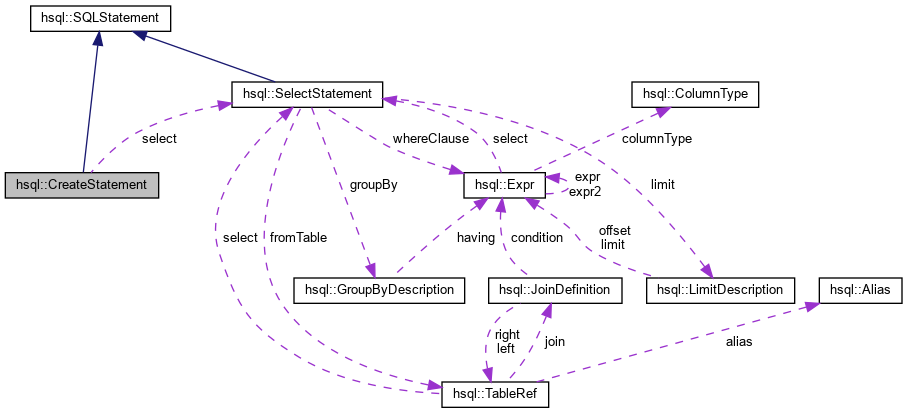 hsql::SQLStatement
hsql::SelectStatement
hsql::ColumnType
select
whereClause
select
columnType
hsql::CreateStatement
groupBy
hsql::Expr
expr
expr2
limit
select
fromTable
having
condition
offset
limit
hsql::GroupByDescription
hsql::JoinDefinition
hsql::LimitDescription
hsql::Alias
right
left
join
alias
hsql::TableRef